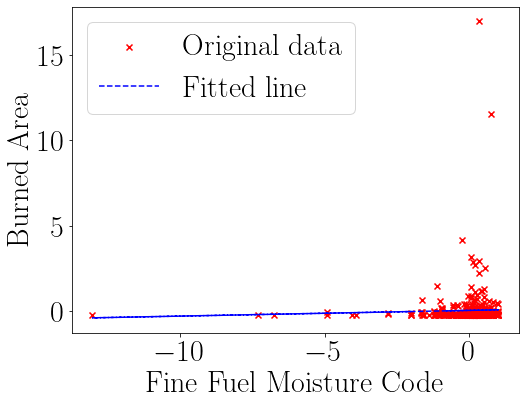 Original data
Fitted line
15
10
5
0
Burned Area
−10 −5 0
Fine Fuel Moisture Code